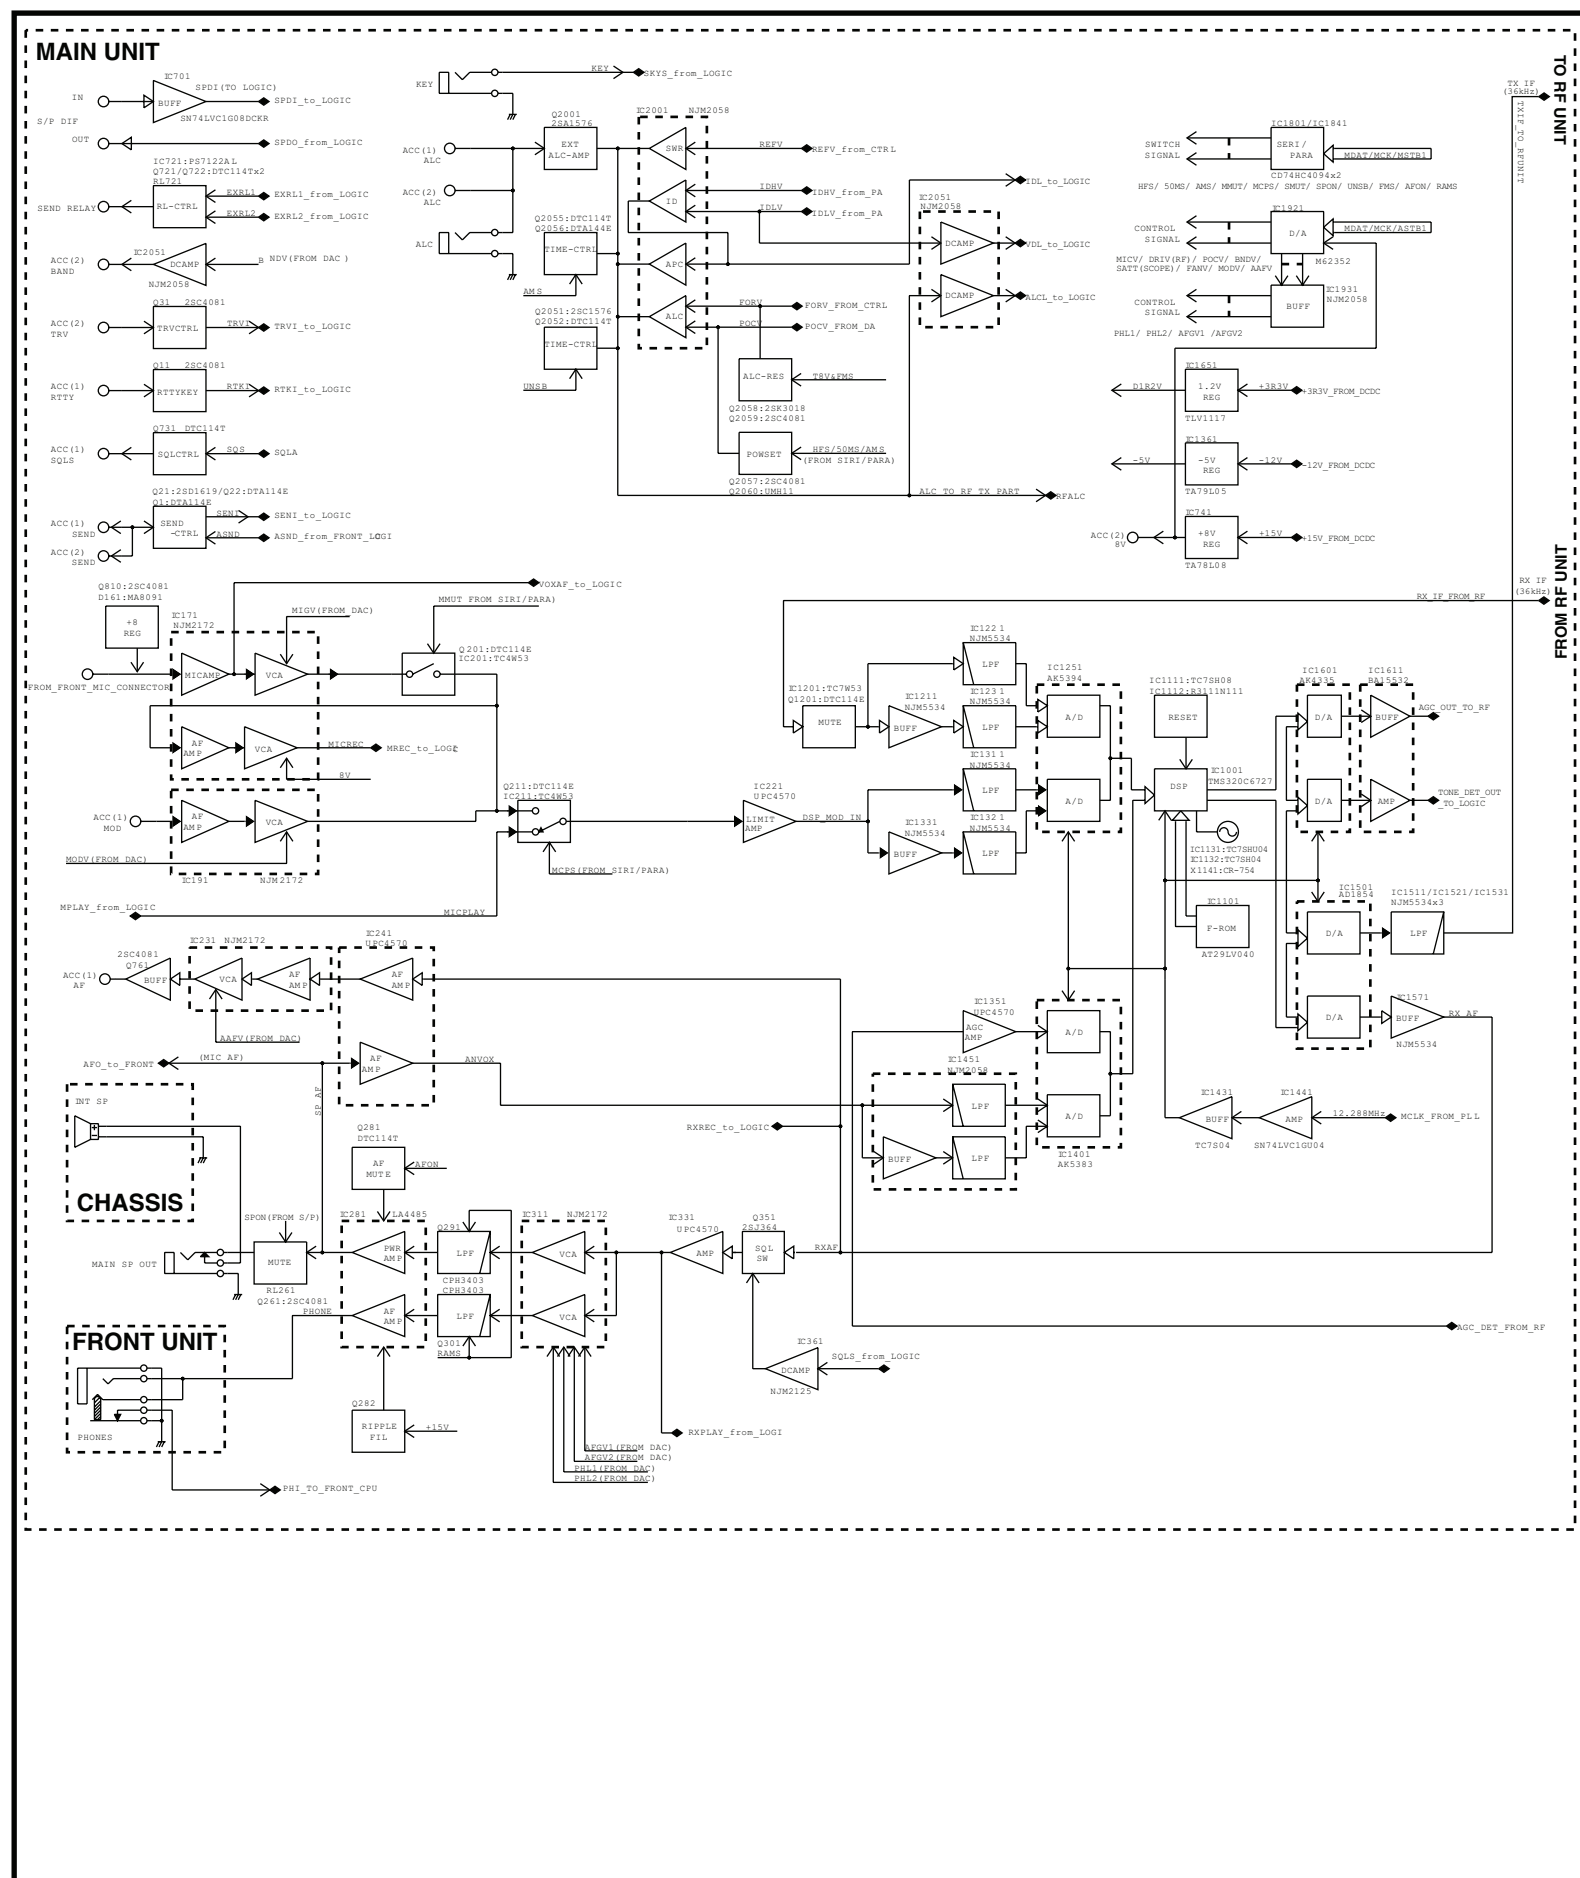 MAIN UNIT
TO RF UNIT
FROM RF UNIT
IN
S/P DIF
OUT
IC701
BUFF
SPDI(TO LOGIC)
SN74LVC1G08DCKR
SPDI_to_LOGIC
SPDO_from_LOGIC
IC721:PS7122AL
Q721/Q722:DTC114Tx2
RL721
RL-CTRL
SEND RELAY
EXRL1
EXRL1_from_LOGIC
EXRL2
EXRL2_from_LOGIC
ACC(2)
BAND
IC2051
DCAMP
NJM2058
B NDV(FROM DAC )
ACC(2)
TRV
Q31 2SC4081
TRVCTRL
TRVI
TRVI_to_LOGIC
ACC(1)
RTTY
Q11 2SC4081
RTTYKEY
RTKI
RTKI_to_LOGIC
ACC(1)
SQLS
Q731 DTC114T
SQLCTRL
SQS
SQLA
Q21:2SD1619/Q22:DTA114E
Q1:DTA114E
ACC(1)
SEND
ACC(2)
SEND
SEND
-CTRL
SENI
SENI_to_LOGIC
ASND
ASND_from_FRONT_LOGI
KEY
KEY
SKYS_from_LOGIC
ACC(1)
ALC
ACC(2)
ALC
ALC
Q2001
2SA1576
EXT
ALC-AMP
Q2055:DTC114T
Q2056:DTA144E
TIME-CTRL
AMS
Q2051:2SC1576
Q2052:DTC114T
TIME-CTRL
UNSB
IC2001 NJM2058
SWR
ID
APC
ALC
REFV
REFV_from_CTRL
IDHV
IDHV_from_PA
IDLV
IDLV_from_PA
FORV
FORV_FROM_CTRL
POCV
POCV_FROM_DA
ALC-RES
T8V&FMS
Q2058:2SK3018
Q2059:2SC4081
POWSET
HFS/50MS/AMS
(FROM SIRI/PARA)
Q2057:2SC4081
Q2060:UMH11
ALC TO RF TX PART
RFALC
IC2051
NJM2058
DCAMP
DCAMP
IDL_to_LOGIC
VDL_to_LOGIC
ALCL_to_LOGIC
TX IF
(36kHz)
TXIF_TO_RFUNIT
IC1801/IC1841
SWITCH
SIGNAL
SERI/
PARA
MDAT/MCK/MSTB1
CD74HC4094x2
HFS/ 50MS/ AMS/ MMUT/ MCPS/ SMUT/ SPON/ UNSB/ FMS/ AFON/ RAMS
IC1921
CONTROL
SIGNAL
D/A
MDAT/MCK/ASTB1
MICV/ DRIV(RF)/ POCV/ BNDV/
SATT(SCOPE)/ FANV/ MODV/ AAFV
M62352
CONTROL
SIGNAL
BUFF
IC1931
NJM2058
PHL1/ PHL2/ AFGV1 /AFGV2
IC1651
D1R2V
1.2V
REG
+3R3V
+3R3V_FROM_DCDC
TLV1117
IC1361
-5V
-5V
REG
-12V
-12V_FROM_DCDC
TA79L05
IC741
ACC(2)
8V
+8V
REG
+15V
+15V_FROM_DCDC
TA78L08
Q810:2SC4081
D161:MA8091
+8
REG
FROM_FRONT_MIC_CONNECTOR
IC171
NJM2172
MICAMP
VCA
MIGV(FROM_DAC)
VOXAF_to_LOGIC
MMUT FROM SIRI/PARA)
Q201:DTC114E
IC201:TC4W53
AF
AMP
VCA
MICREC
MREC_to_LOGIC
8V
ACC(1)
MOD
AF
AMP
VCA
MODV(FROM DAC)
IC191
NJM2172
MPLAY_from_LOGIC
MICPLAY
Q211:DTC114E
IC211:TC4W53
MCPS(FROM SIRI/PARA)
IC221
UPC4570
LIMIT
AMP
DSP_MOD IN
RX_IF_FROM_RF
RX IF
(36kHz)
IC1201:TC7W53
Q1201:DTC114E
MUTE
IC1211
NJM5534
BUFF
IC1221
NJM5534
LPF
IC1231
NJM5534
LPF
IC1311
NJM5534
LPF
IC1331
NJM5534
BUFF
IC1321
NJM5534
LPF
IC1251
AK5394
A/D
A/D
IC1111:TC7SH08
IC1112:R3111N111
RESET
DSP
IC1001
TMS320C6727
IC1131:TC7SHU04
IC1132:TC7SH04
X1141:CR-754
IC1101
F-ROM
AT29LV040
IC1601
AK4335
D/A
D/A
IC1611
BA15532
BUFF
AMP
AGC_OUT_TO_RF
TONE_DET_OUT
_TO_LOGIC
IC1501
AD1854
D/A
D/A
IC1511/IC1521/IC1531
NJM5534x3
LPF
IC1571
BUFF
RX AF
NJM5534
ACC(1)
AF
2SC4081
Q761
BUFF
IC231 NJM2172
VCA
AF
AMP
AAFV(FROM_DAC)
IC241
UPC4570
AF
AMP
AF
AMP
ANVOX
AFO_to_FRONT
(MIC AF)
SP AF
INT SP
CHASSIS
SPON(FROM S/P)
MUTE
RL261
Q261:2SC4081
MAIN SP OUT
Q281
DTC114T
AF
MUTE
AFON
IC281 LA4485
PWR
AMP
AF
AMP
PHONE
Q291
LPF
CPH3403
CPH3403
LPF
Q301
RAMS
IC311 NJM2172
VCA
VCA
IC331
UPC4570
AMP
Q351
2SJ364
SQL
SW
RXAF
RXREC_to_LOGIC
IC361
DCAMP
NJM2125
SQLS_from_LOGIC
Q282
RIPPLE
FIL
+15V
RXPLAY_from_LOGI
AFGV1(FROM DAC)
AFGV2(FROM DAC)
PHL1(FROM DAC)
PHL2(FROM DAC)
FRONT UNIT
PHONES
PHI_TO_FRONT_CPU
IC1351
UPC4570
AGC
AMP
IC1451
NJM2058
LPF
BUFF
LPF
A/D
A/D
IC1401
AK5383
IC1431
BUFF
TC7S04
IC1441
AMP
SN74LVC1GU04
12.288MHz
MCLK_FROM_PLL
AGC_DET_FROM_RF